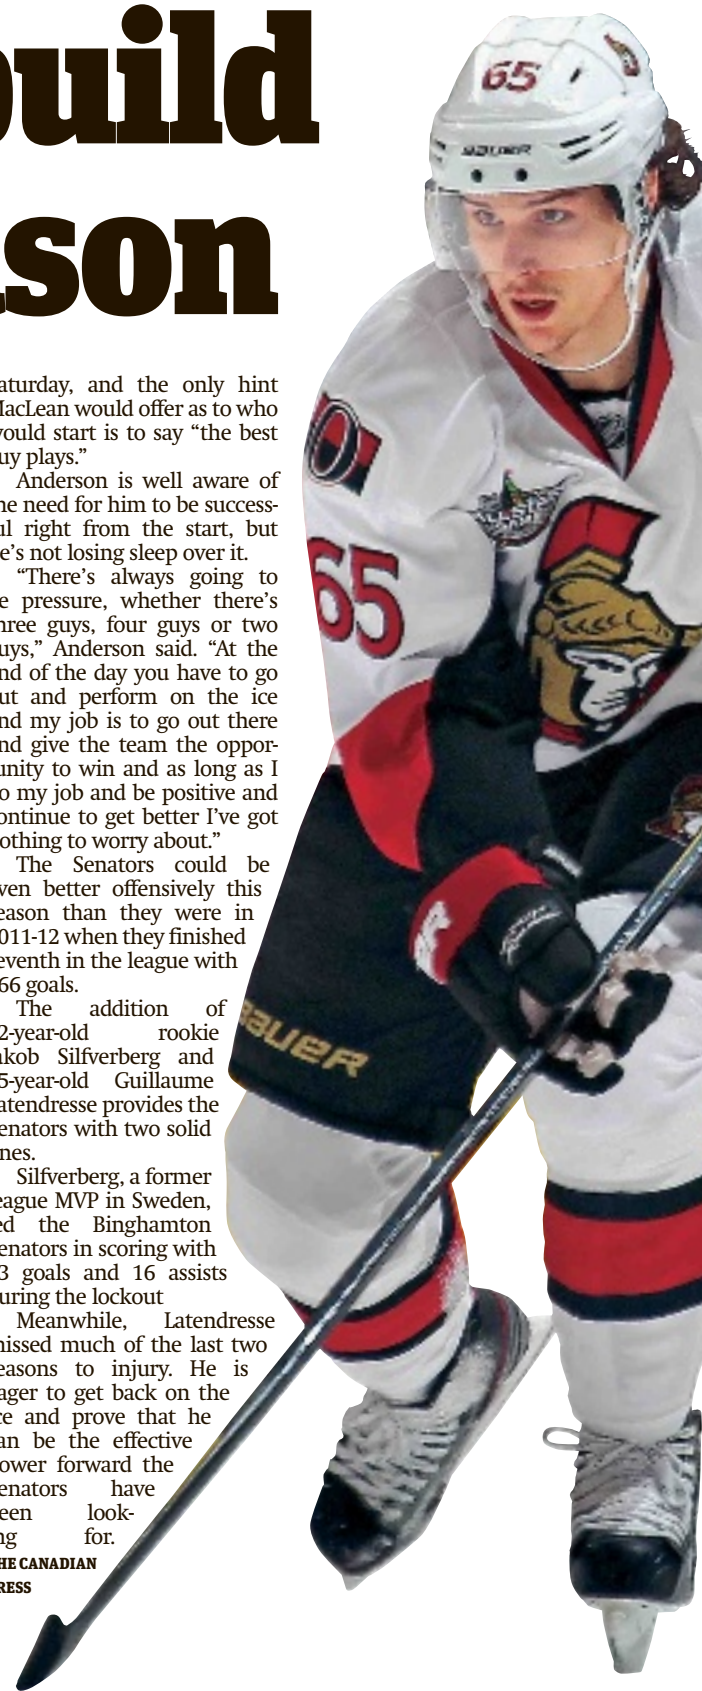 build
ason
aturday, and the only hint
MacLean would offer as to who
would start is to say “the best
uy plays.”
Anderson is well aware of
he need for him to be success-
ul right from the start, but
e’s not losing sleep over it.
“There’s always going to
e pressure, whether there’s
hree guys, four guys or two
uys,” Anderson said. “At the
nd of the day you have to go
ut and perform on the ice
nd my job is to go out there
nd give the team the oppor-
unity to win and as long as I
o my job and be positive and
ontinue to get better I’ve got
othing to worry about.”
The Senators could be
ven better offensively this
eason than they were in
011-12 when they finished
eventh in the league with
66 goals.
The addition of
2-year-old rookie
akob Silfverberg and
5-year-old Guillaume
atendresse provides the
enators with two solid
nes.
Silfverberg, a former
eague MVP in Sweden,
ed the Binghamton
enators in scoring with
3 goals and 16 assists
uring the lockout
Meanwhile, Latendresse
missed much of the last two
easons to injury. He is
ager to get back on the
ce and prove that he
an be the effective
ower forward the
enators have
een look-
ng for.
HE CANADIAN
RESS
65
BAUER
65
BAUER